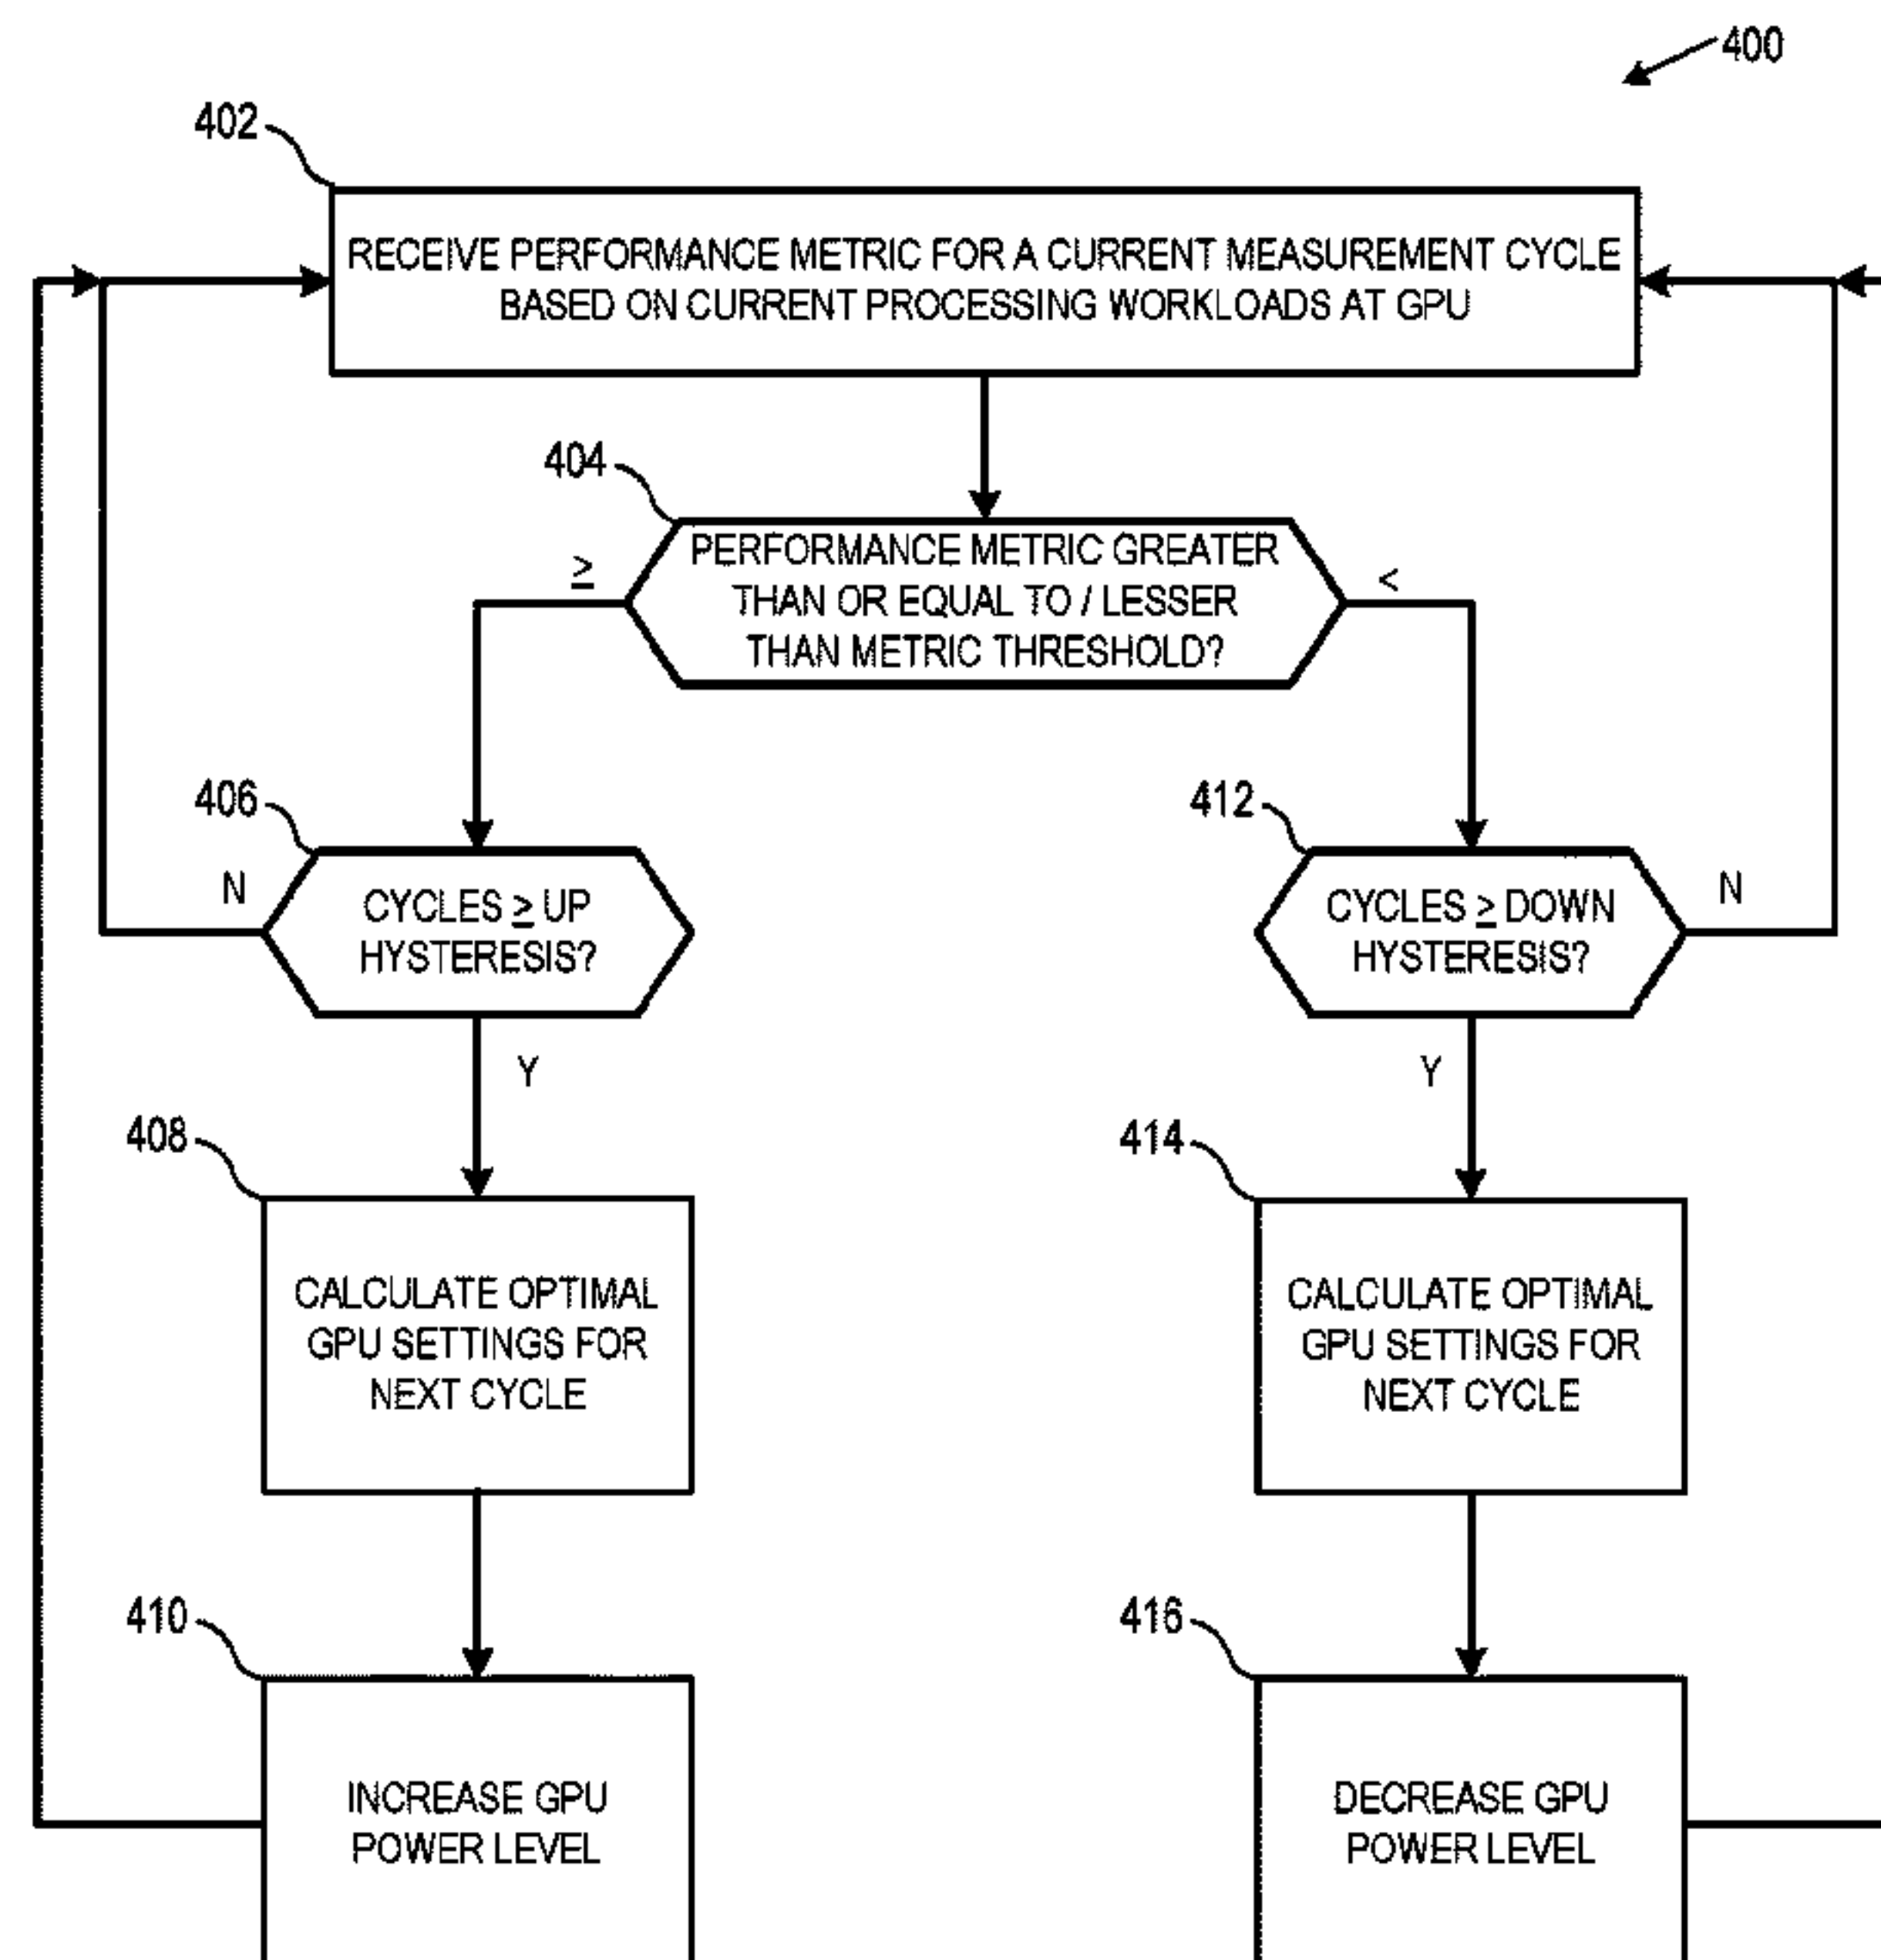 400
402
RECEIVE PERFORMANCE METRIC FOR A CURRENT MEASUREMENT CYCLE
BASED ON CURRENT PROCESSING WORKLOADS AT GPU
404
PERFORMANCE METRIC GREATER
THAN OR EQUAL TO / LESSER
THAN METRIC THRESHOLD?
≥
<
406
CYCLES ≥ UP
HYSTERESIS?
N
Y
412
CYCLES ≥ DOWN
HYSTERESIS?
N
Y
408
CALCULATE OPTIMAL
GPU SETTINGS FOR
NEXT CYCLE
414
CALCULATE OPTIMAL
GPU SETTINGS FOR
NEXT CYCLE
410
INCREASE GPU
POWER LEVEL
416
DECREASE GPU
POWER LEVEL